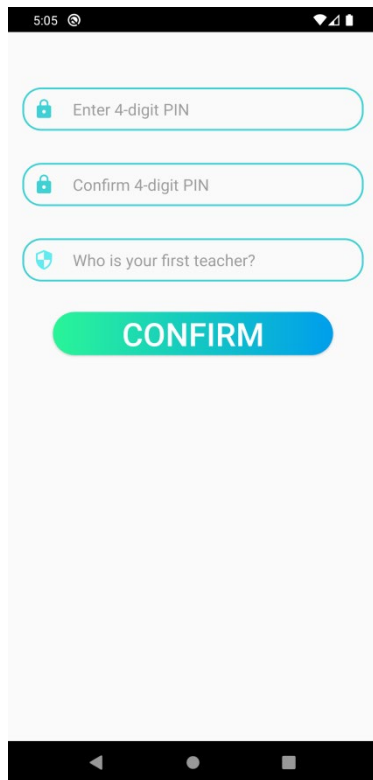 5:05
Enter 4-digit PIN
Confirm 4-digit PIN
Who is your first teacher?
CONFIRM